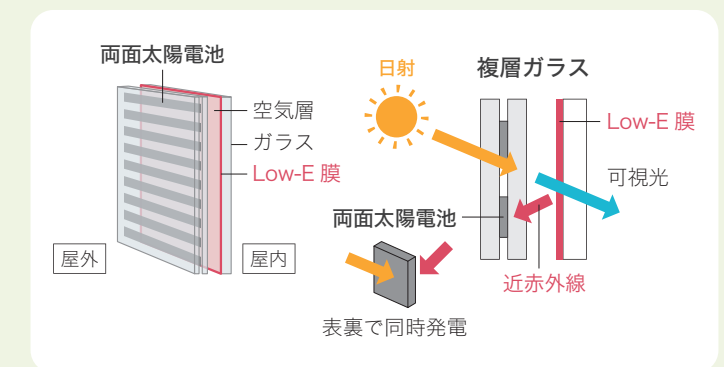 両面太陽電池
空気層
ガラス
Low-E 膜
屋外
屋内
日射
複層ガラス
Low-E 膜
可視光
両面太陽電池
近赤外線
表裏で同時発電